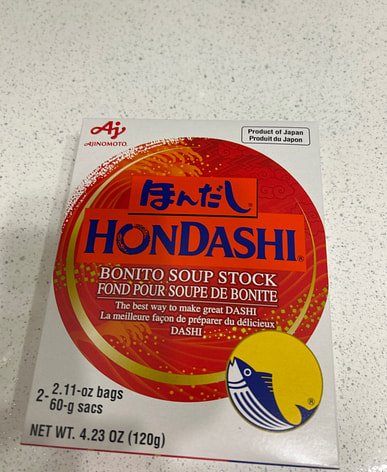 Aj
AJINOMOTO®
Product of Japan
Produit du Japon
ほんだし®
HONDASHI®
BONITO SOUP STOCK
FOND POUR SOUPE DE BONITE
The best way to make great DASHI
La meilleure façon de préparer du délicieux
DASHI
2- 2.11-oz bags
60-g sacs
NET WT. 4.23 OZ (120g)
®